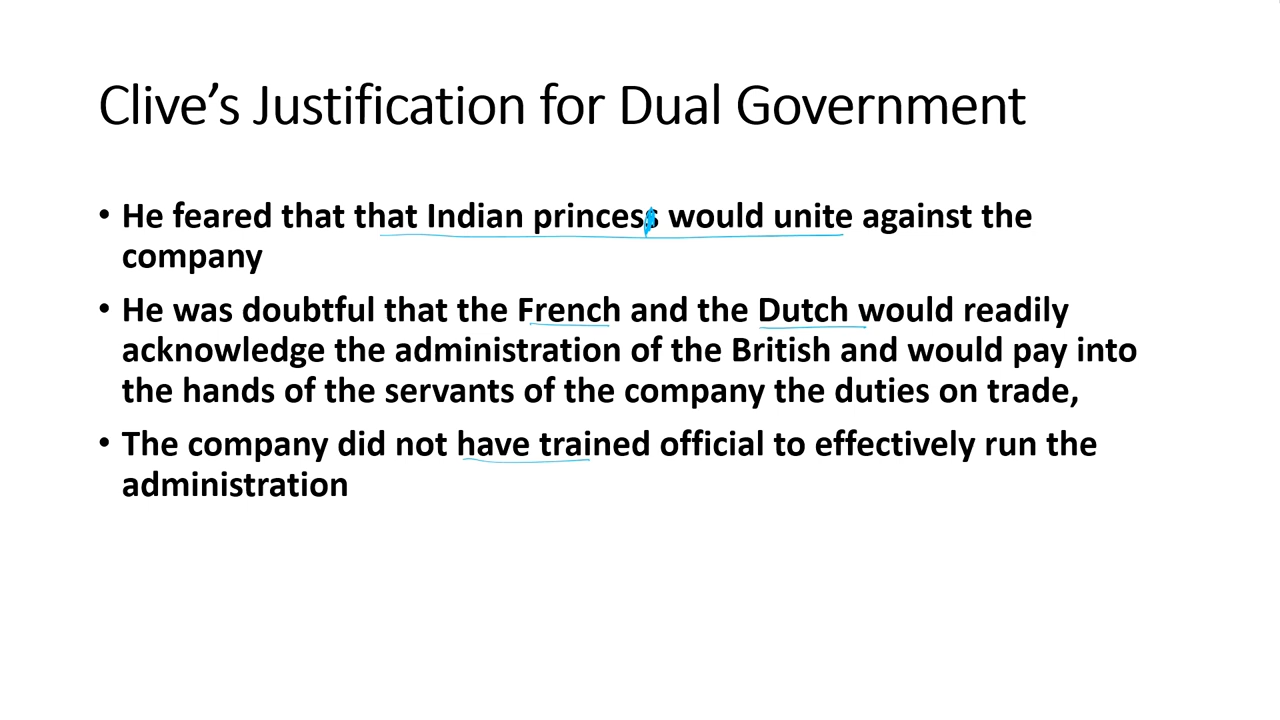 Clive’s Justification for Dual Government
• He feared that that Indian princess would unite against the
company
• He was doubtful that the French and the Dutch would readily
acknowledge the administration of the British and would pay into
the hands of the servants of the company the duties on trade,
• The company did not have trained official to effectively run the
administration